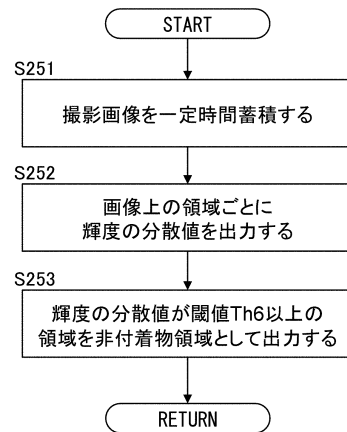 START
S251
撮影画像を一定時間蓄積する
S252
画像上の領域ごとに
輝度の分散値を出力する
S253
輝度の分散値が閾値Th6以上の
領域を非付着物領域として出力する
RETURN